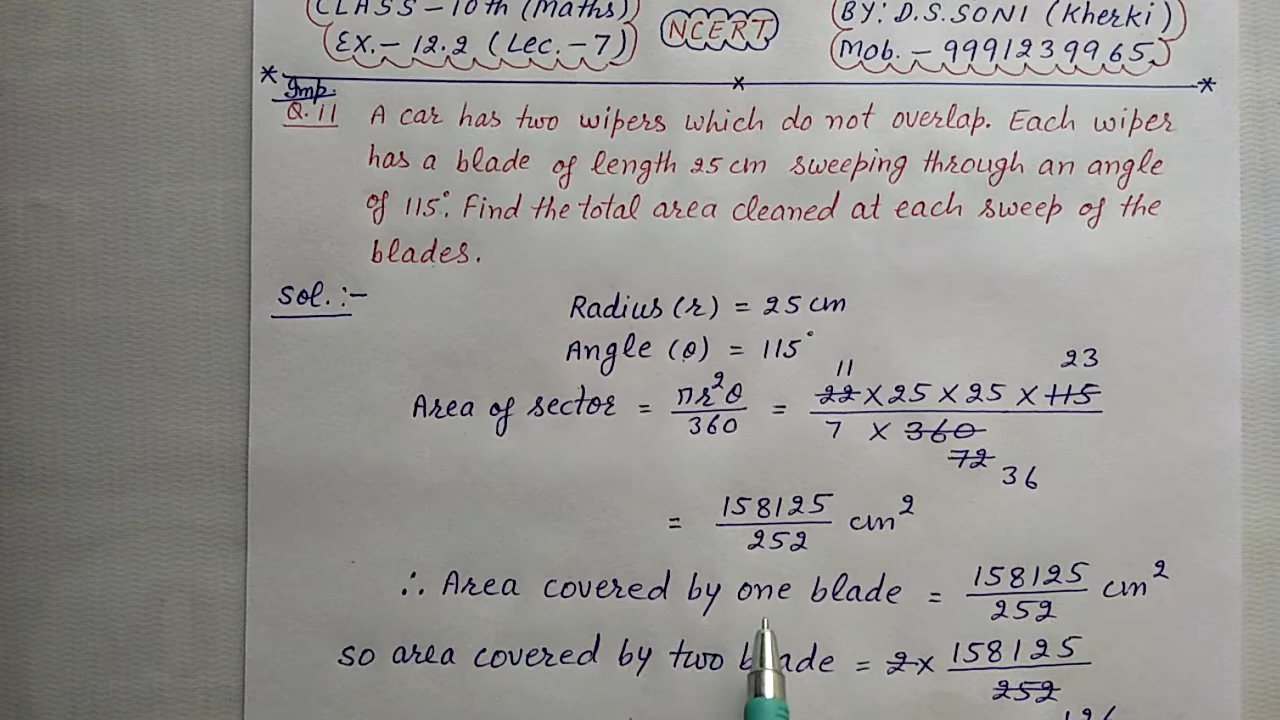 CLASS-10th (Maths)
EX.- 12.2 (Lec.-7)
NCERT
BY: D.S.SONI (Kherki)
Mob. - 9991239965
Imp.
Q.11 A car has two wipers which do not overlap. Each wiper
has a blade of length 25 cm sweeping through an angle
of 115°. Find the total area cleaned at each sweep of the
blades.
Sol. :-
Radius (r) = 25 cm
Angle (θ) = 115°
11 23
Area of sector = πr²θ/360 = 22 × 25 × 25 × 115 / 7 × 360
72 36
= 158125/252 cm²
∴ Area covered by one blade = 158125/252 cm²
so area covered by two blade = 2 × 158125/252
126